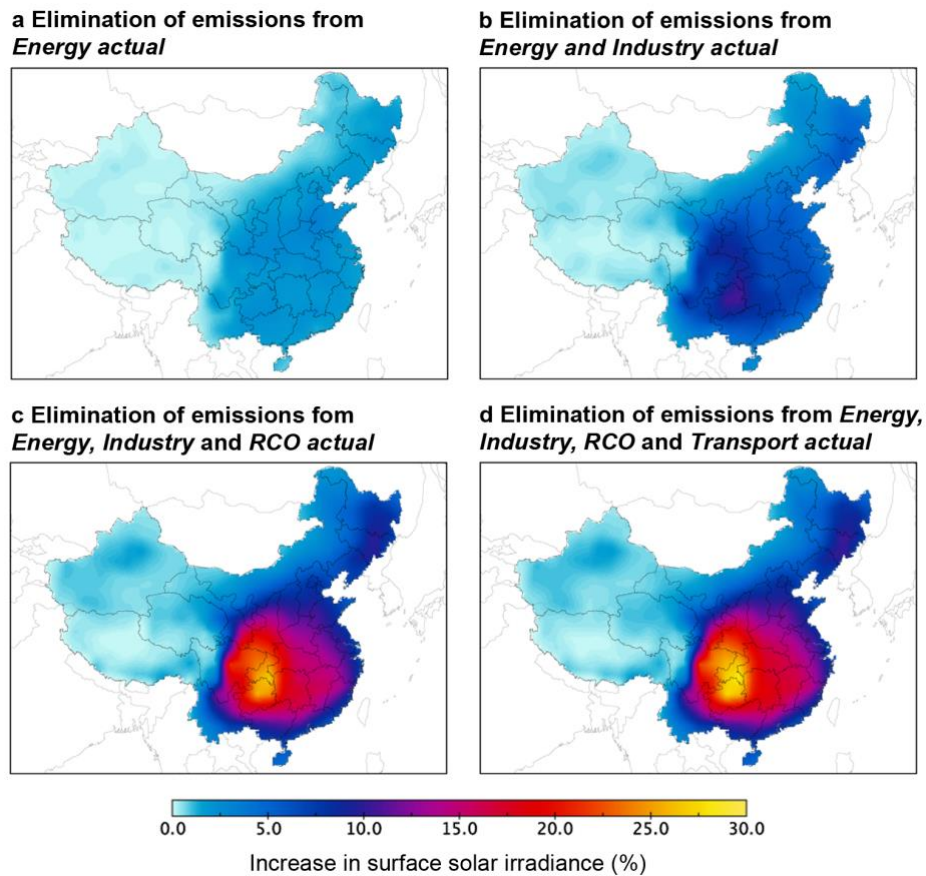 a Elimination of emissions from
Energy actual
b Elimination of emissions from
Energy and Industry actual
c Elimination of emissions fom
Energy, Industry and RCO actual
d Elimination of emissions from Energy,
Industry, RCO and Transport actual
0.0 5.0 10.0 15.0 20.0 25.0 30.0
Increase in surface solar irradiance (%)